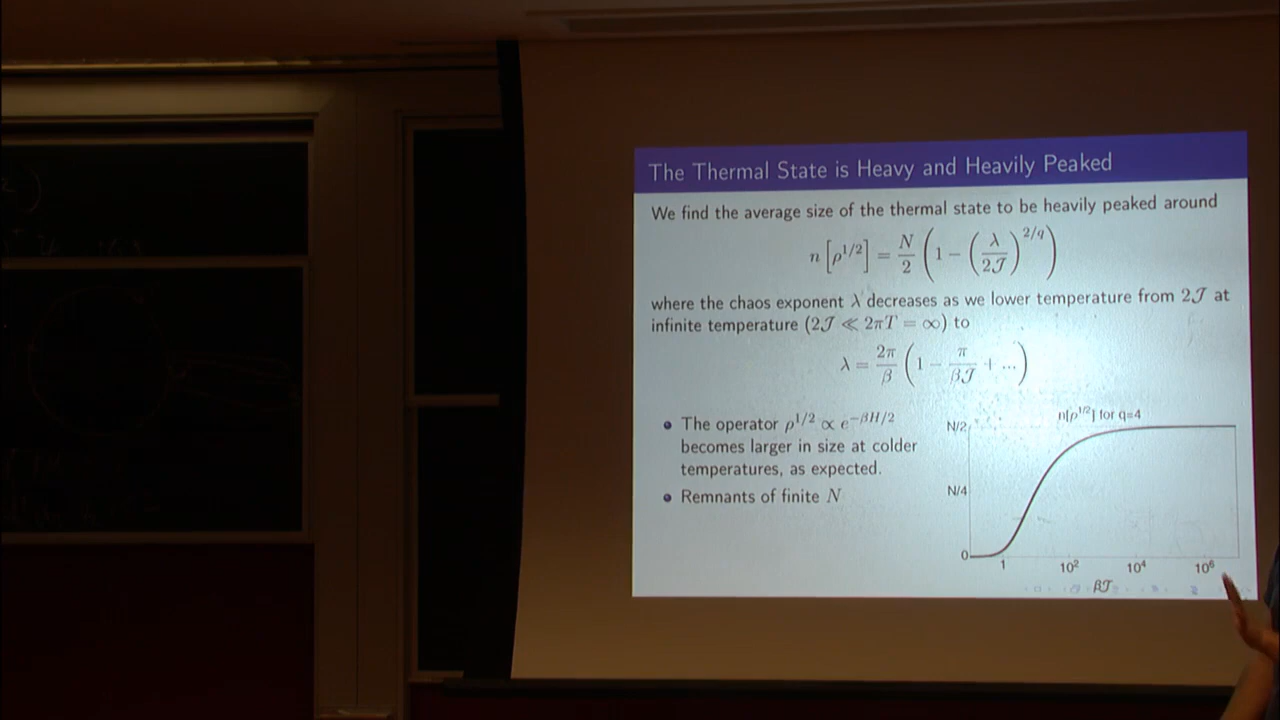 The Thermal State is Heavy and Heavily Peaked
We find the average size of the thermal state to be heavily peaked around
n[ρ^{1/2}] = N/2 (1 − (λ/2𝒥)^{2/q})
where the chaos exponent λ decreases as we lower temperature from 2𝒥 at
infinite temperature (2𝒥 ≪ 2πT = ∞) to
λ = 2π/β (1 − π/β𝒥 + ...)
• The operator ρ^{1/2} ∝ e^{−βH/2}
becomes larger in size at colder
temperatures, as expected.
• Remnants of finite N
n[ρ^{1/2}] for q=4
N/2
N/4
0
1 10^2 10^4 10^6
β𝒥